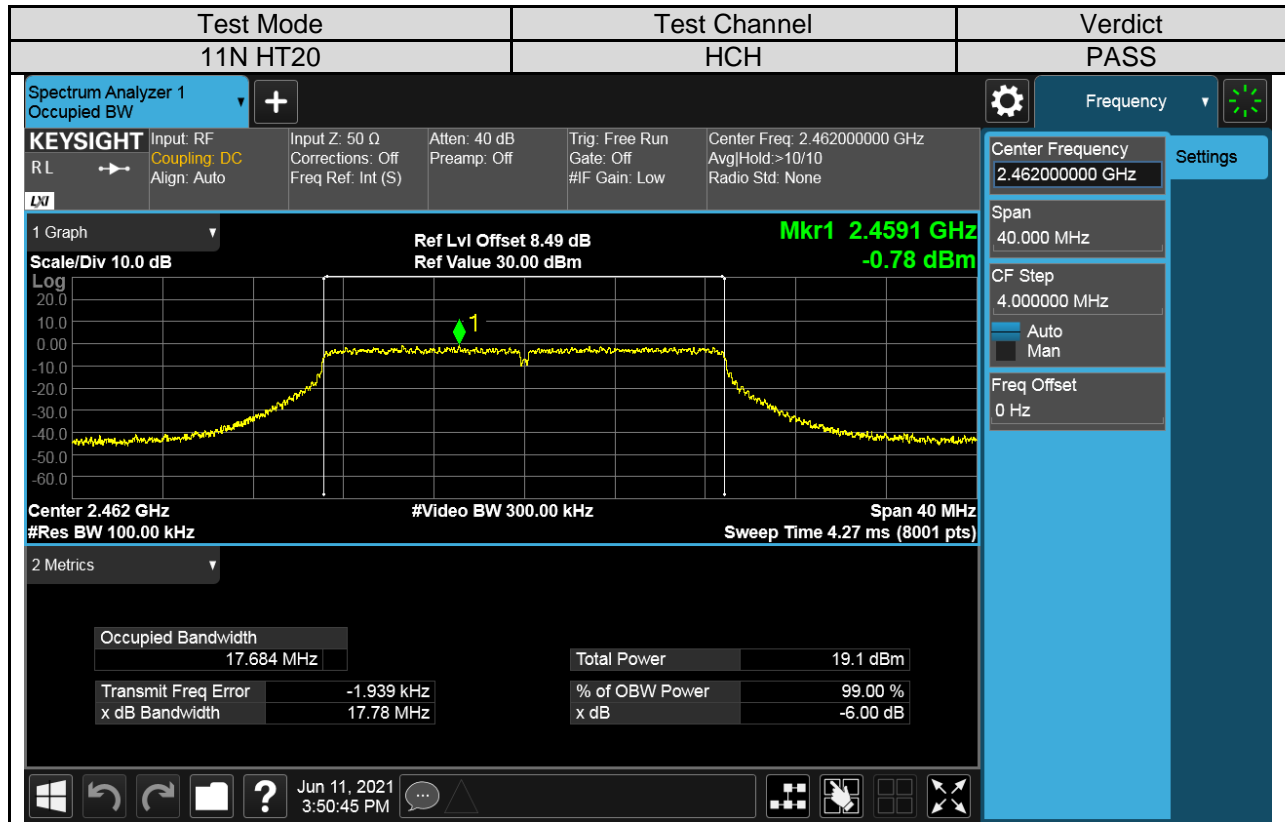 Test Mode Test Channel Verdict
11N HT20 HCH PASS
Spectrum Analyzer 1
Occupied BW
Frequency
KEYSIGHT
RL
LXI
Input: RF
Coupling: DC
Align: Auto
Input Z: 50 Ω
Corrections: Off
Freq Ref: Int (S)
Atten: 40 dB
Preamp: Off
Trig: Free Run
Gate: Off
#IF Gain: Low
Center Freq: 2.462000000 GHz
Avg|Hold:>10/10
Radio Std: None
Center Frequency
2.462000000 GHz
Settings
Span
40.000 MHz
CF Step
4.000000 MHz
Auto
Man
Freq Offset
0 Hz
1 Graph
Scale/Div 10.0 dB
Ref Lvl Offset 8.49 dB
Ref Value 30.00 dBm
Mkr1 2.4591 GHz
-0.78 dBm
Log
20.0
10.0
0.00
-10.0
-20.0
-30.0
-40.0
-50.0
-60.0
1
Center 2.462 GHz #Video BW 300.00 kHz Span 40 MHz
#Res BW 100.00 kHz Sweep Time 4.27 ms (8001 pts)
2 Metrics
Occupied Bandwidth
17.684 MHz
Total Power 19.1 dBm
Transmit Freq Error -1.939 kHz % of OBW Power 99.00 %
x dB Bandwidth 17.78 MHz x dB -6.00 dB
?
Jun 11, 2021
3:50:45 PM